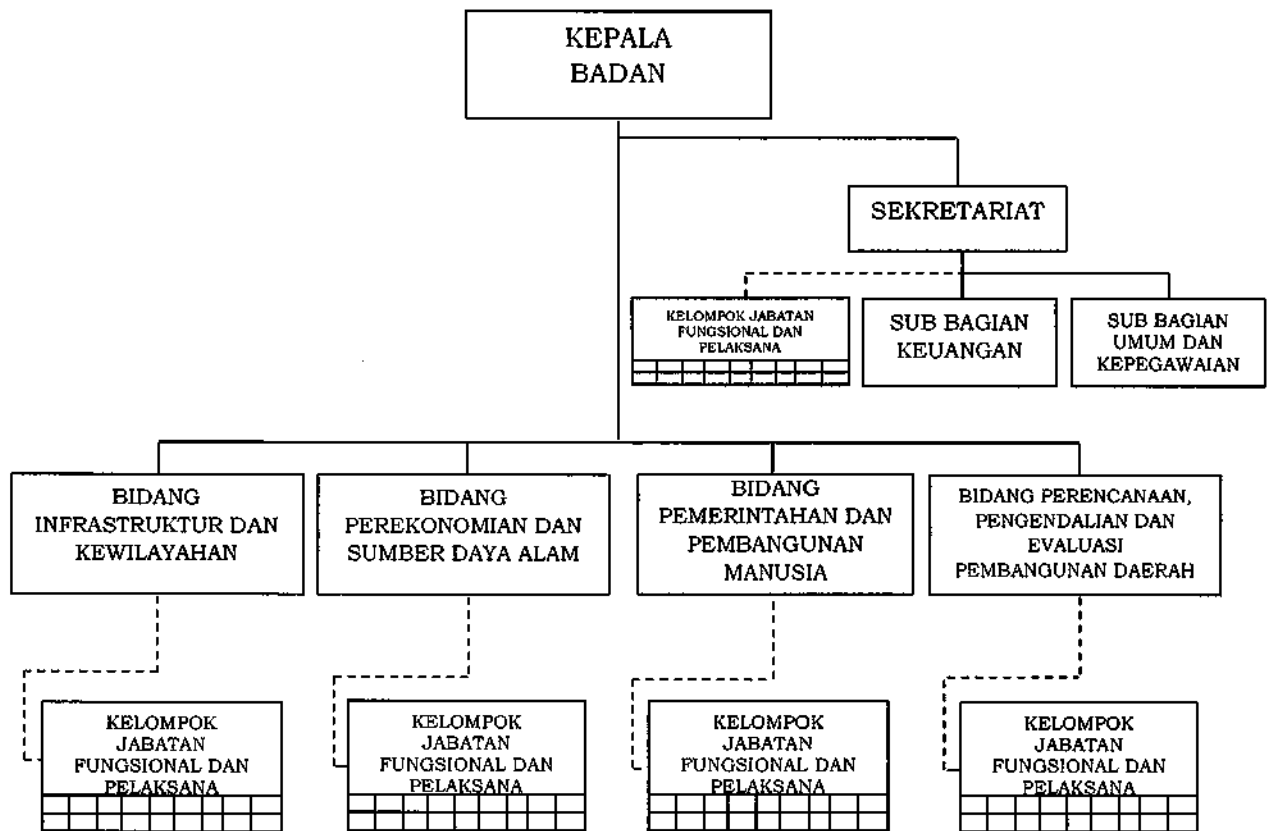 KEPALA
BADAN
SEKRETARIAT
KELOMPOK JABATAN
FUNGSIONAL DAN
PELAKSANA
SUB BAGIAN
KEUANGAN
SUB BAGIAN
UMUM DAN
KEPEGAWAIAN
BIDANG
INFRASTRUKTUR DAN
KEWILAYAHAN
BIDANG
PEREKONOMIAN DAN
SUMBER DAYA ALAM
BIDANG
PEMERINTAHAN DAN
PEMBANGUNAN
MANUSIA
BIDANG PERENCANAAN,
PENGENDALIAN DAN
EVALUASI
PEMBANGUNAN DAERAH
KELOMPOK
JABATAN
FUNGSIONAL DAN
PELAKSANA
KELOMPOK
JABATAN
FUNGSIONAL DAN
PELAKSANA
KELOMPOK
JABATAN
FUNGSIONAL DAN
PELAKSANA
KELOMPOK
JABATAN
FUNGSIONAL DAN
PELAKSANA